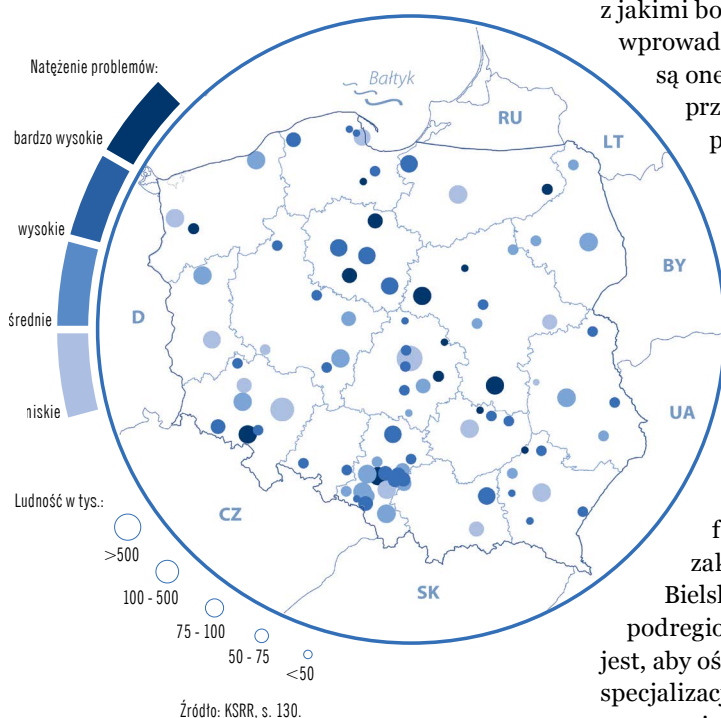 z jakimi bo
wprowad
są one
prz
p
Natężenie problemów:
bardzo wysokie
wysokie
średnie
niskie
Bałtyk
RU
LT
BY
D
UA
CZ
SK
Ludność w tys.:
>500
100 - 500
75 - 100
50 - 75
<50
Źródło: KSRR, s. 130.
f
zak
Bielsl
podregio
jest, aby oś
specjalizacj